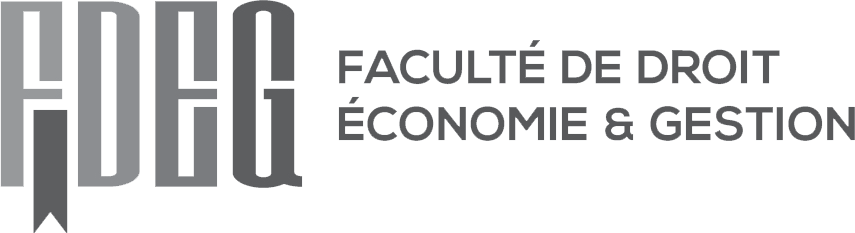 FDEG
FACULTÉ DE DROIT
ÉCONOMIE & GESTION